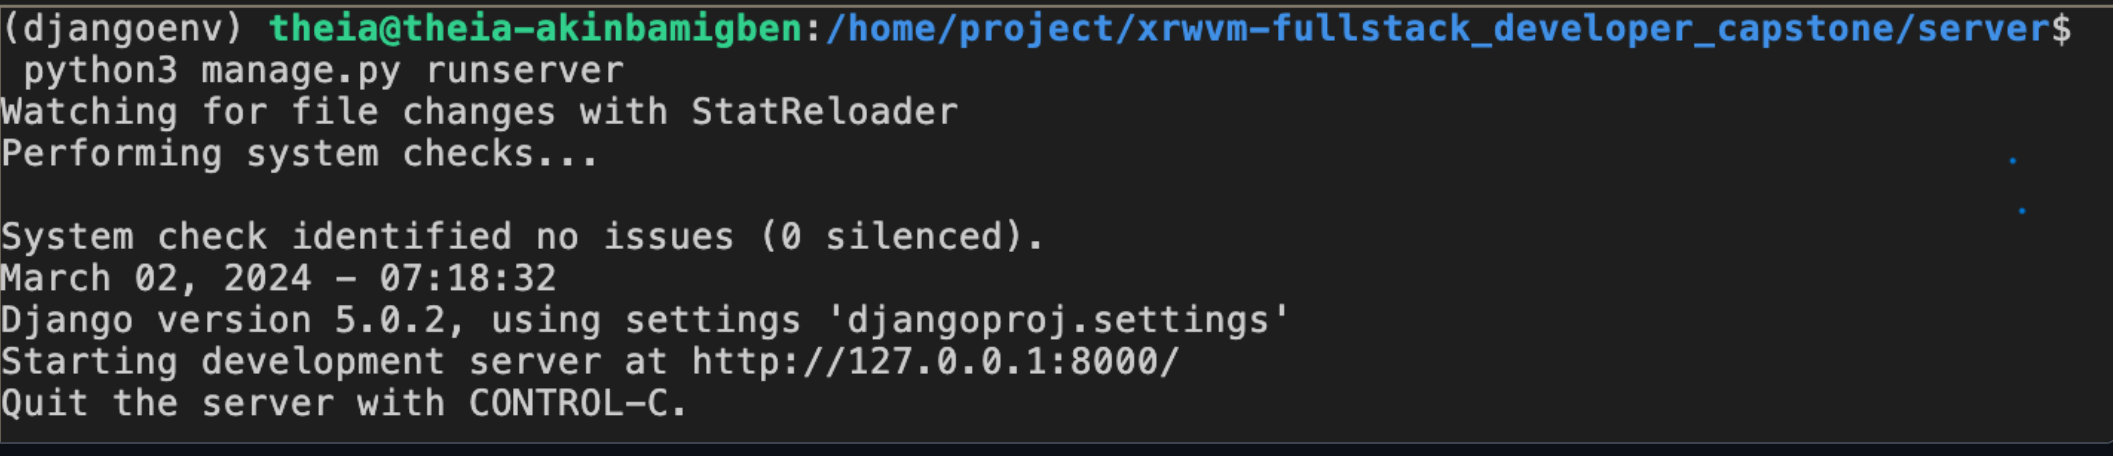 (djangoenv) theia@theia-akinbamigben:/home/project/xrwvm-fullstack_developer_capstone/server$
python3 manage.py runserver
Watching for file changes with StatReloader
Performing system checks...
System check identified no issues (0 silenced).
March 02, 2024 - 07:18:32
Django version 5.0.2, using settings 'djangoproj.settings'
Starting development server at http://127.0.0.1:8000/
Quit the server with CONTROL-C.